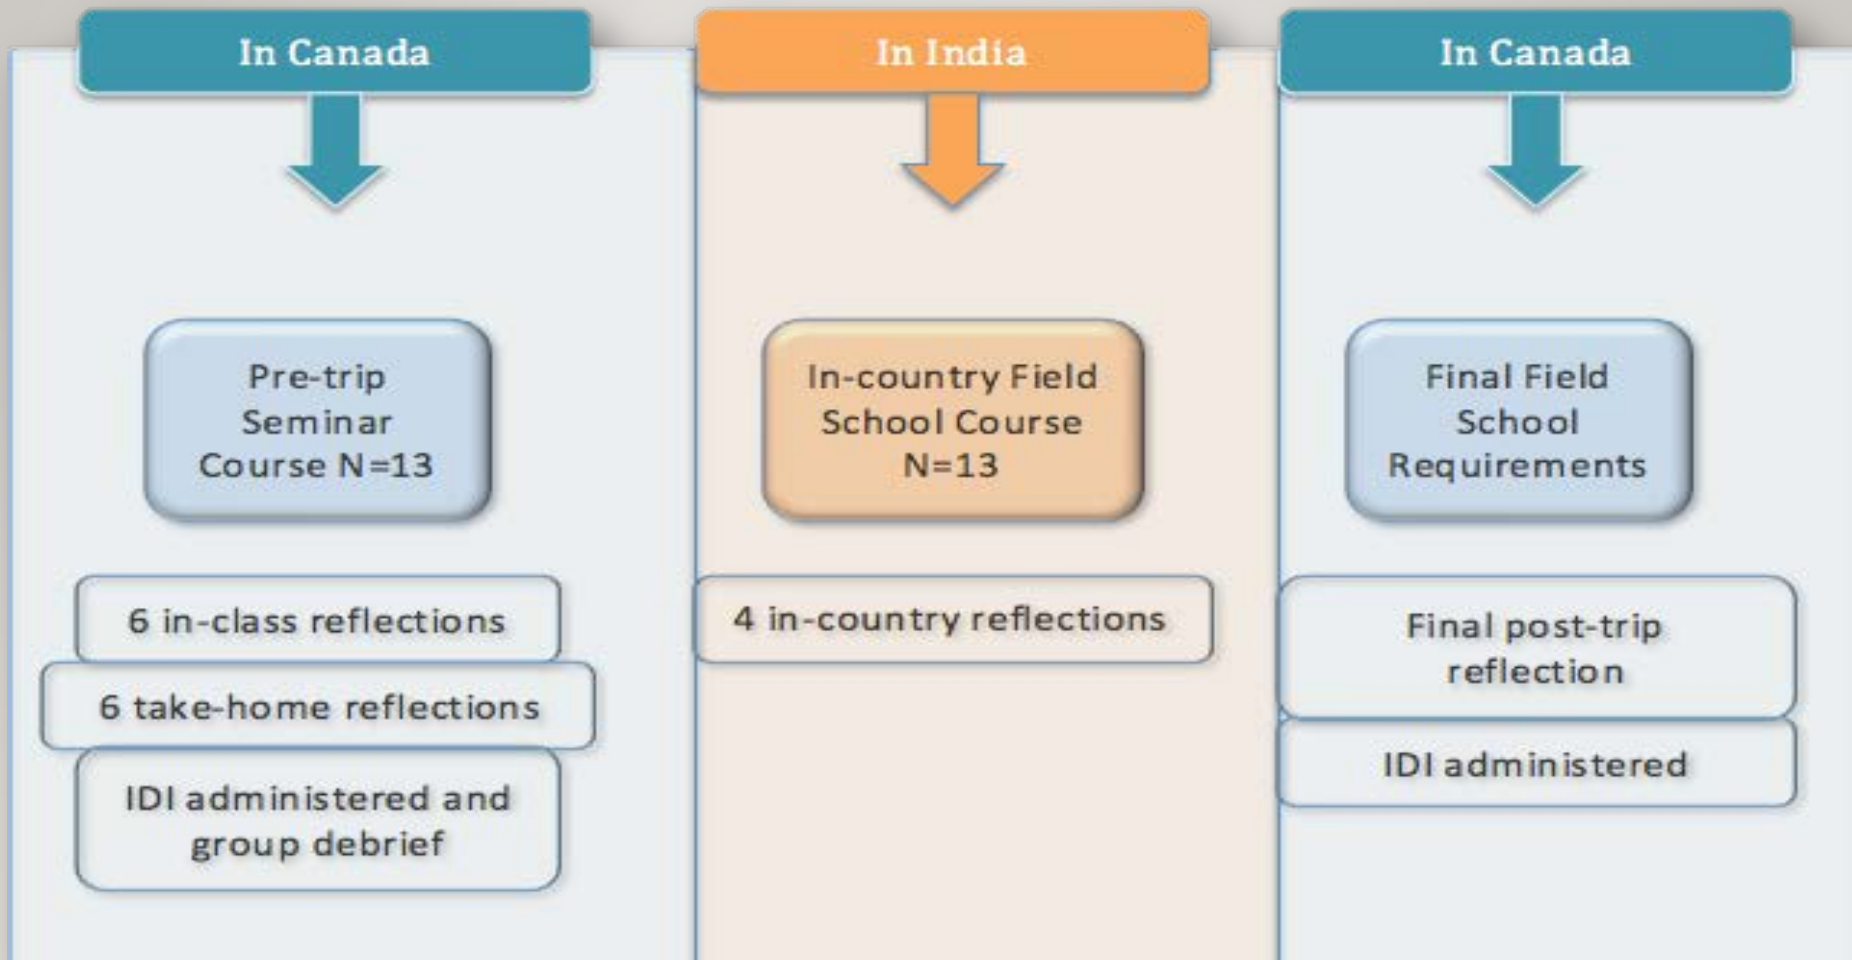 In Canada
Pre-trip
Seminar
Course N=13
6 in-class reflections
6 take-home reflections
IDI administered and
group debrief
In India
In-country Field
School Course
N=13
4 in-country reflections
In Canada
Final Field
School
Requirements
Final post-trip
reflection
IDI administered